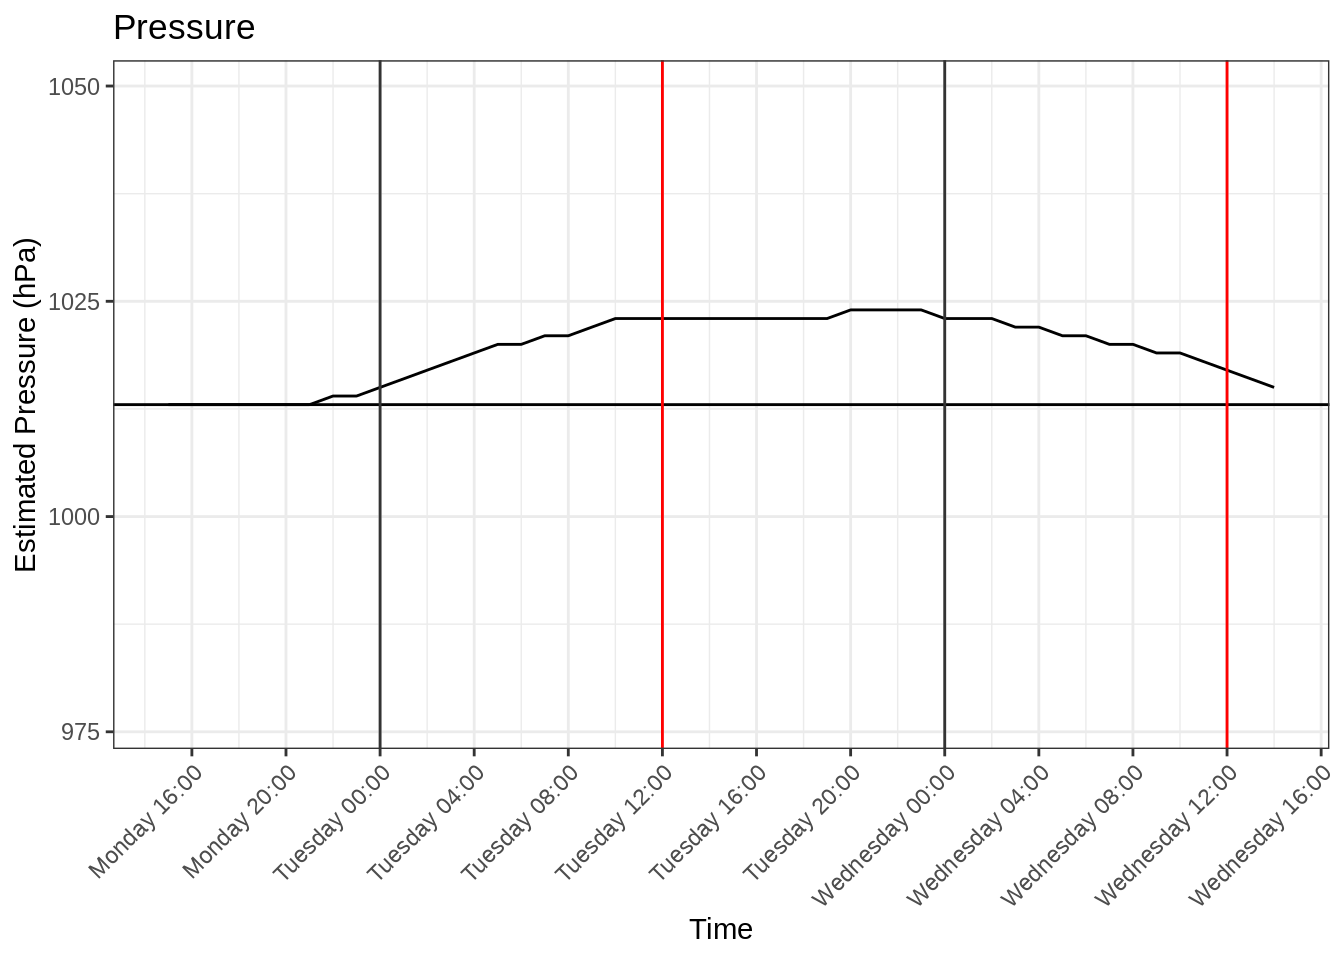 Pressure
Estimated Pressure (hPa)
1050
1025
1000
975
Monday 16:00
Monday 20:00
Tuesday 00:00
Tuesday 04:00
Tuesday 08:00
Tuesday 12:00
Tuesday 16:00
Tuesday 20:00
Wednesday 00:00
Wednesday 04:00
Wednesday 08:00
Wednesday 12:00
Wednesday 16:00
Time